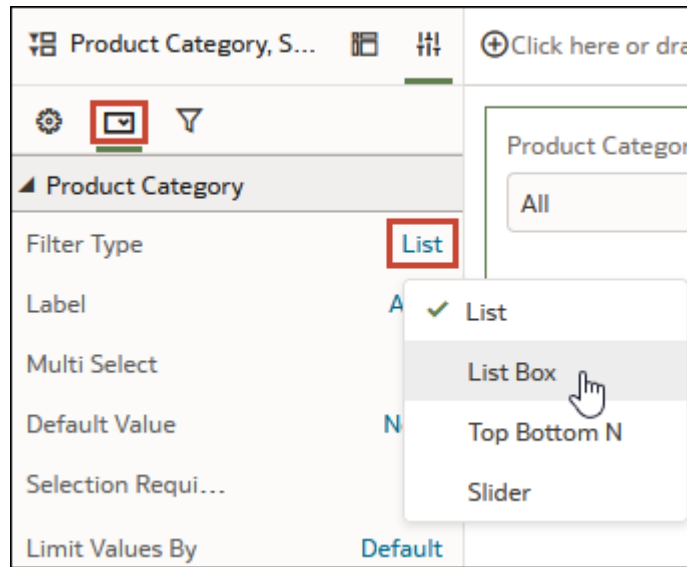 Product Category, S...
Click here or dra
Product Categor
All
Product Category
Filter Type List
Label A
List
Multi Select
List Box
Default Value N
Top Bottom N
Selection Requi...
Slider
Limit Values By Default